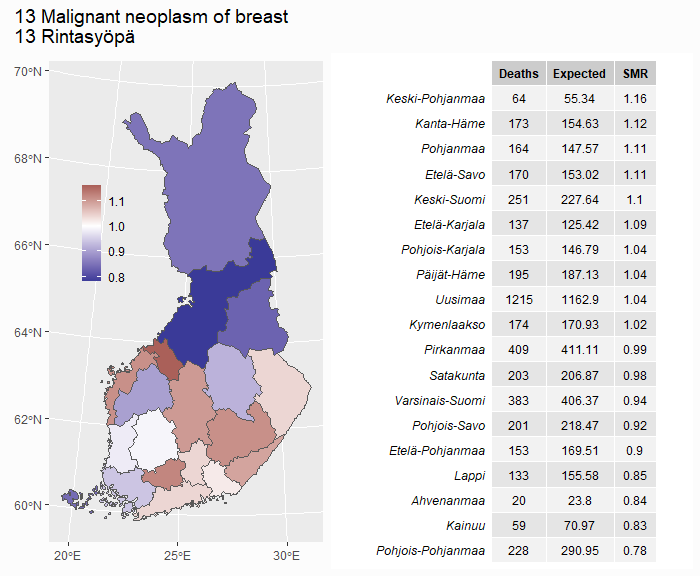 13 Malignant neoplasm of breast
13 Rintasyöpä
70°N
68°N
66°N
64°N
62°N
60°N
20°E 25°E 30°E
1.1
1.0
0.9
0.8
Deaths Expected SMR
Keski-Pohjanmaa 64 55.34 1.16
Kanta-Häme 173 154.63 1.12
Pohjanmaa 164 147.57 1.11
Etelä-Savo 170 153.02 1.11
Keski-Suomi 251 227.64 1.1
Etelä-Karjala 137 125.42 1.09
Pohjois-Karjala 153 146.79 1.04
Päijät-Häme 195 187.13 1.04
Uusimaa 1215 1162.9 1.04
Kymenlaakso 174 170.93 1.02
Pirkanmaa 409 411.11 0.99
Satakunta 203 206.87 0.98
Varsinais-Suomi 383 406.37 0.94
Pohjois-Savo 201 218.47 0.92
Etelä-Pohjanmaa 153 169.51 0.9
Lappi 133 155.58 0.85
Ahvenanmaa 20 23.8 0.84
Kainuu 59 70.97 0.83
Pohjois-Pohjanmaa 228 290.95 0.78